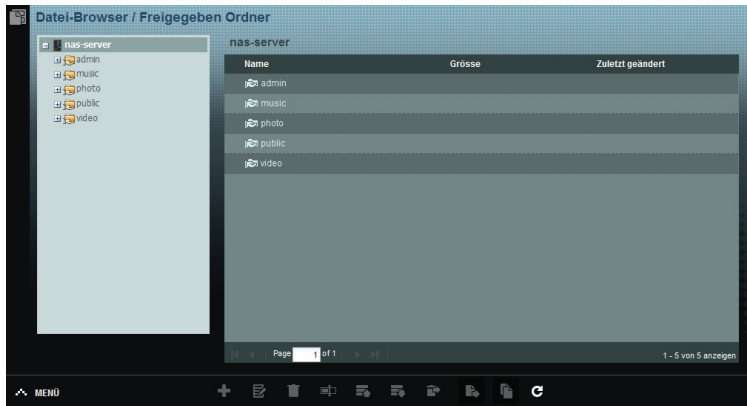 Datei-Browser / Freigegeben Ordner
nas-server
admin
music
photo
public
video
nas-server
Name Grösse Zuletzt geändert
admin
music
photo
public
video
Page 1 of 1 1 - 5 von 5 anzeigen
MENÜ